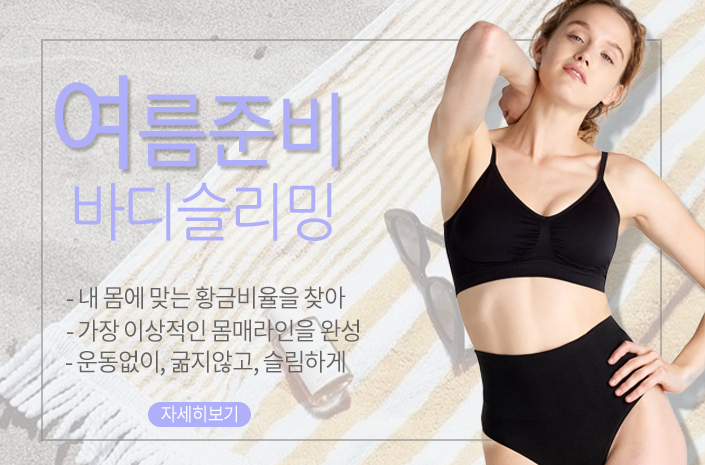 여름준비
바디슬리밍
- 내 몸에 맞는 황금비율을 찾아
- 가장 이상적인 몸매라인을 완성
- 운동없이, 굶지않고, 슬림하게
자세히보기